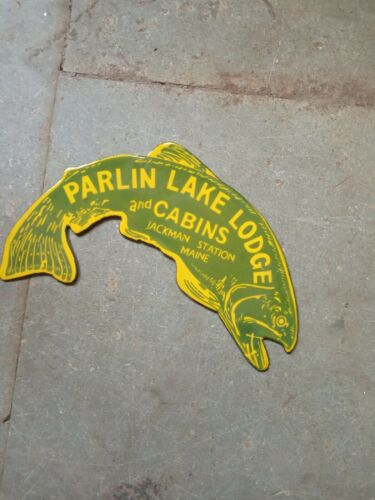 PARLIN LAKE LODGE
and CABINS
JACKMAN STATION
MAINE